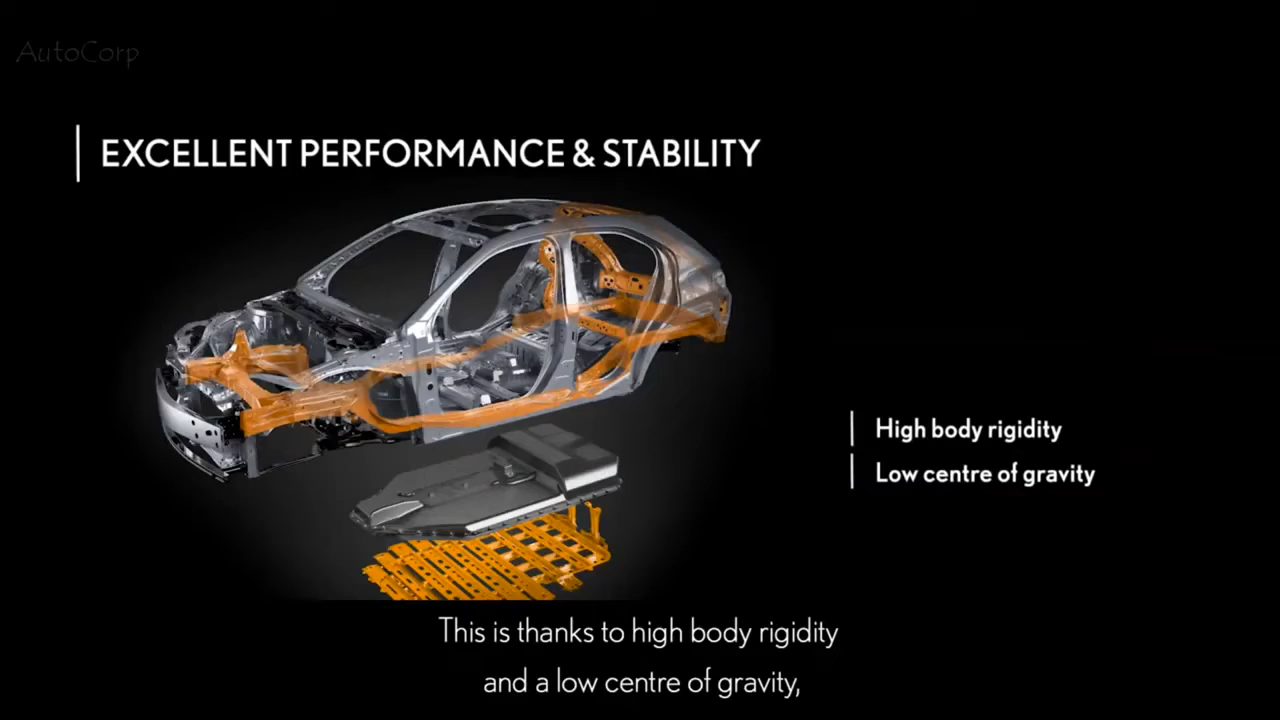 AutoCorp
EXCELLENT PERFORMANCE & STABILITY
High body rigidity
Low centre of gravity
This is thanks to high body rigidity
and a low centre of gravity,